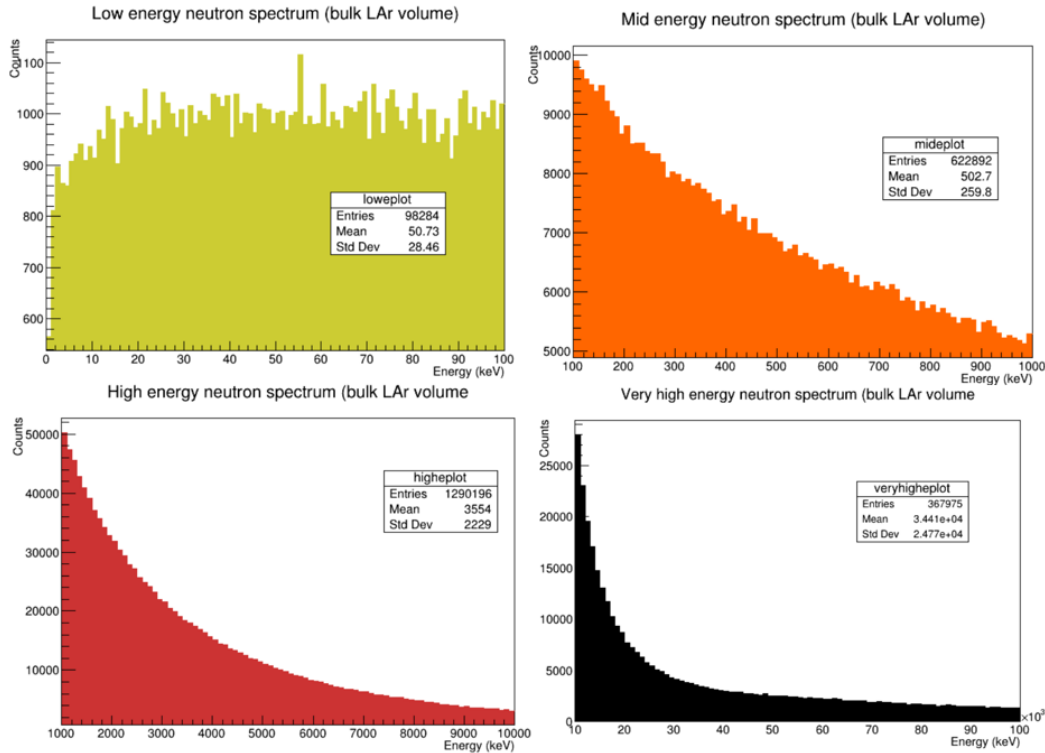 Low energy neutron spectrum (bulk LAr volume)
Counts
1100
1000
900
800
700
600
loweplot
Entries 98284
Mean 50.73
Std Dev 28.46
0 10 20 30 40 50 60 70 80 90 100
Energy (keV)
Mid energy neutron spectrum (bulk LAr volume)
Counts
10000
9000
8000
7000
6000
5000
mideplot
Entries 622892
Mean 502.7
Std Dev 259.8
100 200 300 400 500 600 700 800 900 1000
Energy (keV)
High energy neutron spectrum (bulk LAr volume
Counts
50000
40000
30000
20000
10000
higheplot
Entries 1290196
Mean 3554
Std Dev 2229
1000 2000 3000 4000 5000 6000 7000 8000 9000 10000
Energy (keV)
Very high energy neutron spectrum (bulk LAr volume
Counts
25000
20000
15000
10000
5000
0
veryhigheplot
Entries 367975
Mean 3.441e+04
Std Dev 2.477e+04
×10³
10 20 30 40 50 60 70 80 90 100
Energy (keV)